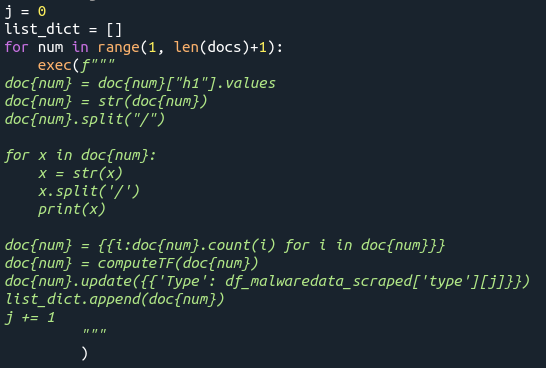 j = 0
list_dict = []
for num in range(1, len(docs)+1):
    exec(f"""
doc{num} = doc{num}["h1"].values
doc{num} = str(doc{num})
doc{num}.split("/")

for x in doc{num}:
    x = str(x)
    x.split('/')
    print(x)

doc{num} = {{i:doc{num}.count(i) for i in doc{num}}}
doc{num} = computeTF(doc{num})
doc{num}.update({{'Type': df_malwaredata_scraped['type'][j]}})
list_dict.append(doc{num})
j += 1
         """
         )